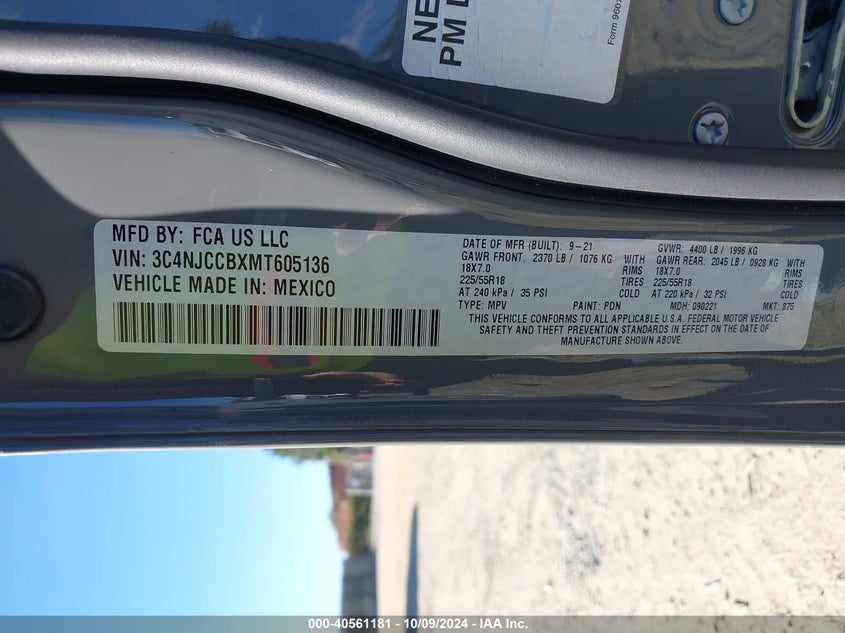 NE
PM D
Form 960
MFD BY: FCA US LLC
VIN: 3C4NJCCBXMT605136
VEHICLE MADE IN: MEXICO
DATE OF MFR (BUILT): 9-21 GVWR: 4400 LB / 1996 KG
GAWR FRONT: 2370 LB / 1076 KG GAWR REAR: 2045 LB / 0928 KG
18X7.0 RIMS 18X7.0 RIMS
225/55R18 TIRES 225/55R18 TIRES
AT 240 kPa / 35 PSI COLD AT 220 kPa / 32 PSI COLD
TYPE: MPV PAINT: PDN MDH: 090221 MKT: 875
THIS VEHICLE CONFORMS TO ALL APPLICABLE U.S.A. FEDERAL MOTOR VEHICLE
SAFETY AND THEFT PREVENTION STANDARDS IN EFFECT ON THE DATE OF
MANUFACTURE SHOWN ABOVE.
000-40561181 - 10/09/2024 - IAA Inc.